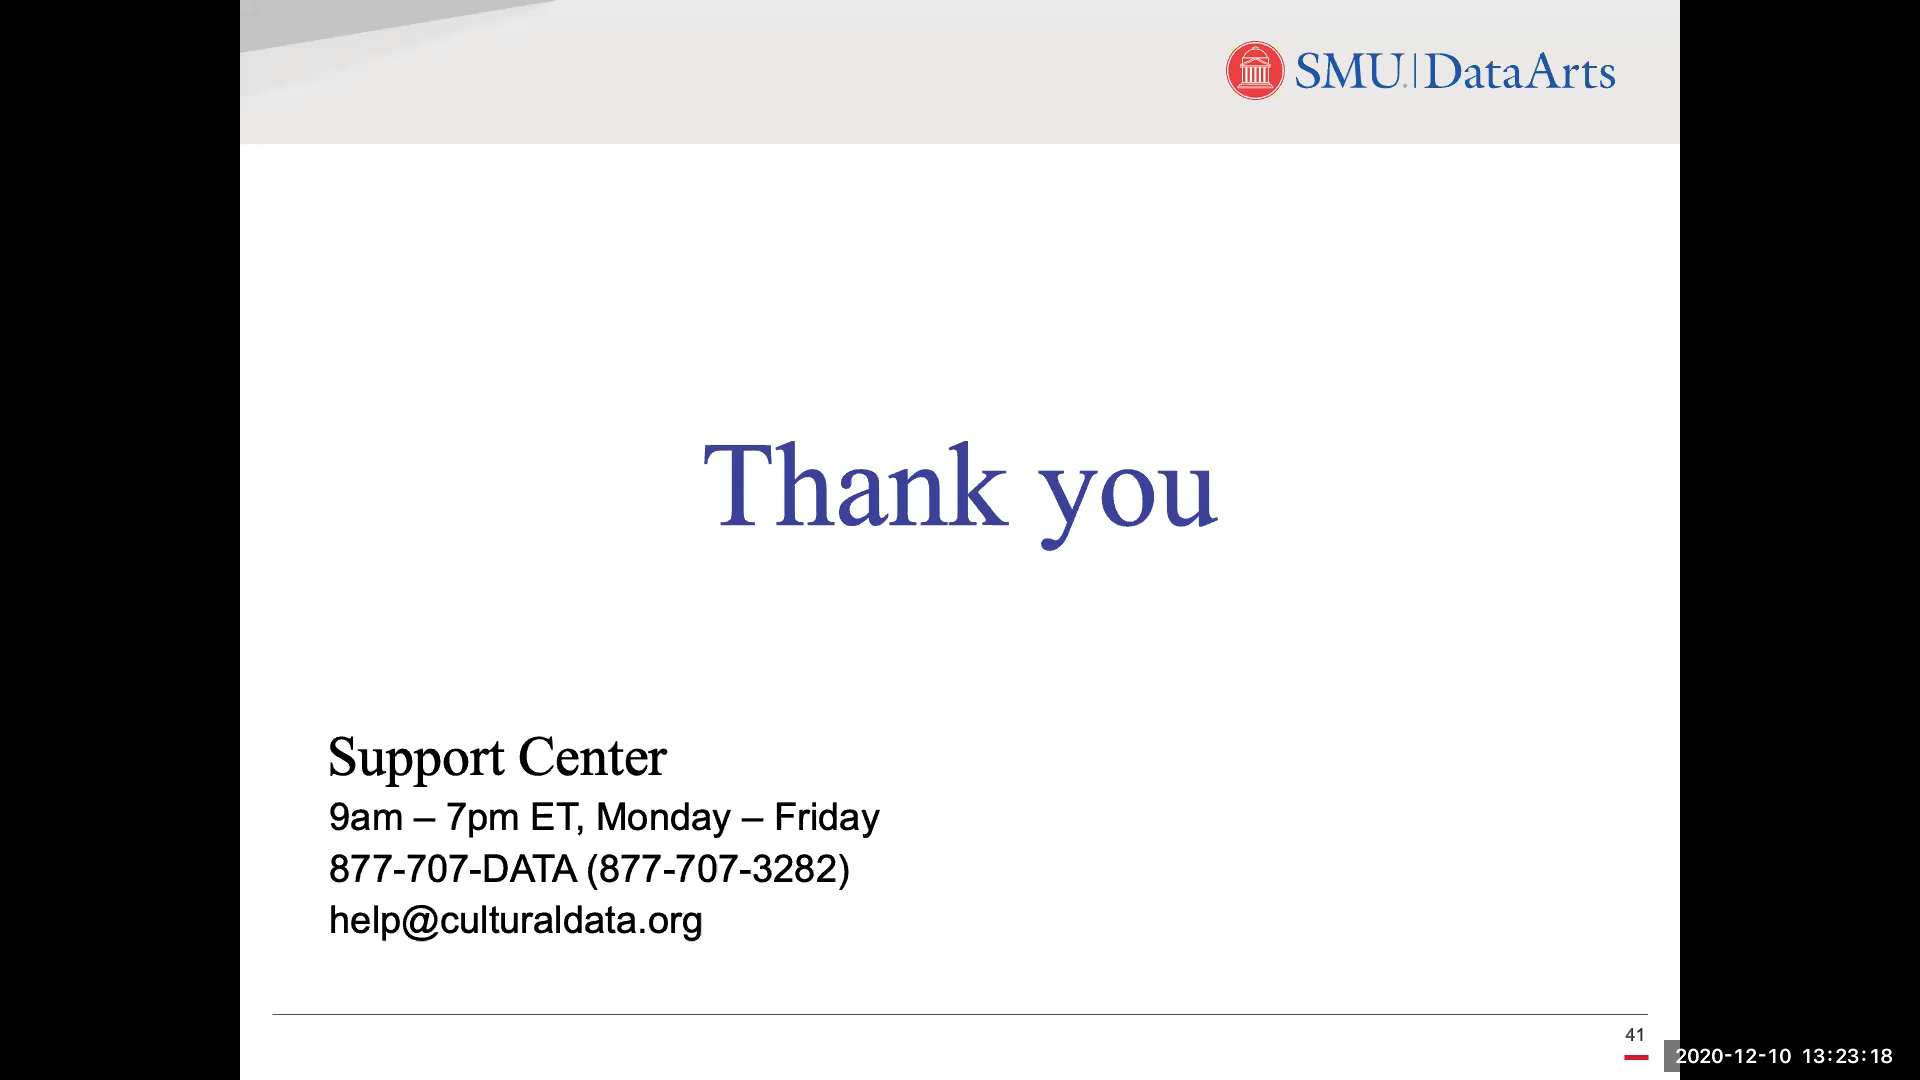 SMU. | DataArts
Thank you
Support Center
9am – 7pm ET, Monday – Friday
877-707-DATA (877-707-3282)
help@culturaldata.org
41
2020-12-10 13:23:18